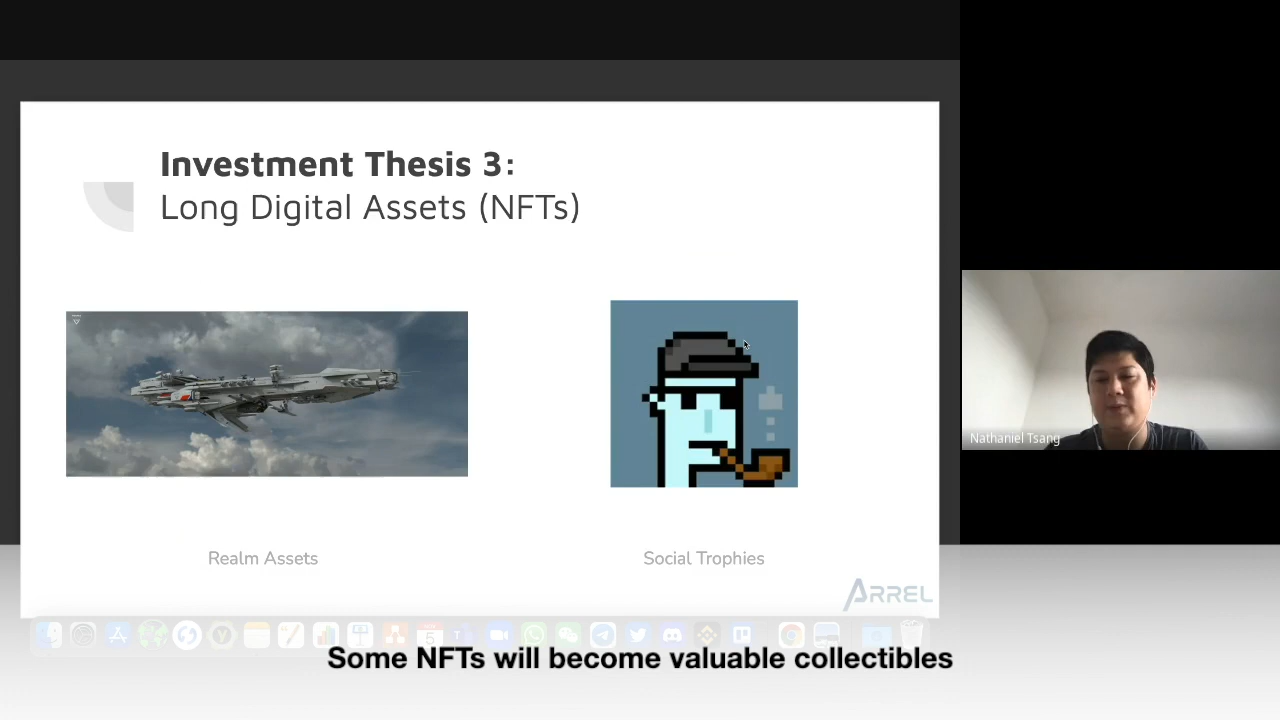 Investment Thesis 3:
Long Digital Assets (NFTs)
Nathaniel Tsang
Realm Assets
Social Trophies
ARREL
5
Some NFTs will become valuable collectibles